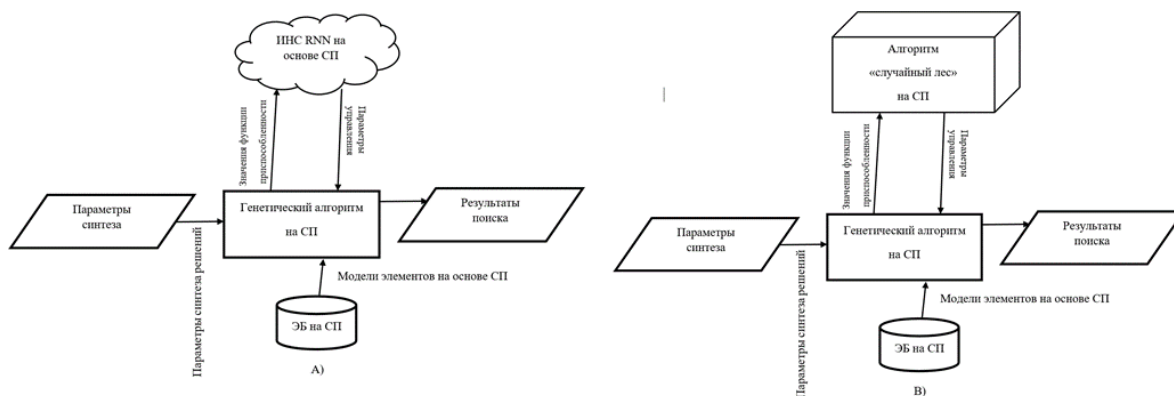 ИНС RNN на
основе СП
Значения функции
приспособленности
Параметры
управления
Параметры
синтеза
Генетический алгоритм
на СП
Результаты
поиска
Параметры синтеза решений
Модели элементов на основе СП
ЭБ на СП
А)
Алгоритм
«случайный лес»
на СП
Значения функции
приспособленности
Параметры
управления
Параметры
синтеза
Генетический алгоритм
на СП
Результаты
поиска
Параметры синтеза решений
Модели элементов на основе СП
ЭБ на СП
В)